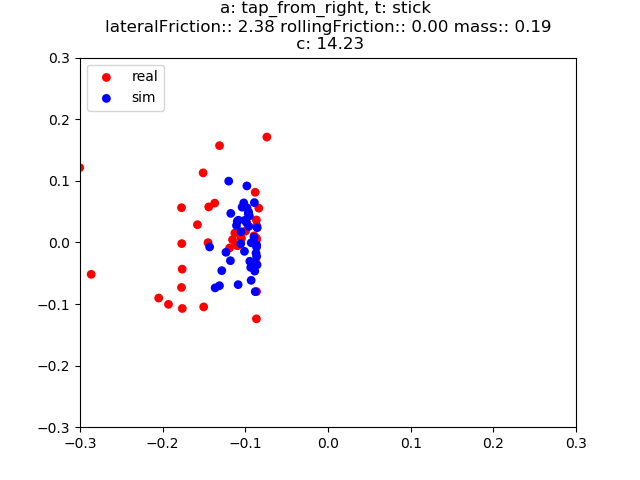 a: tap_from_right, t: stick
lateralFriction:: 2.38 rollingFriction:: 0.00 mass:: 0.19
c: 14.23
real
sim
0.3
0.2
0.1
0.0
−0.1
−0.2
−0.3
−0.3 −0.2 −0.1 0.0 0.1 0.2 0.3